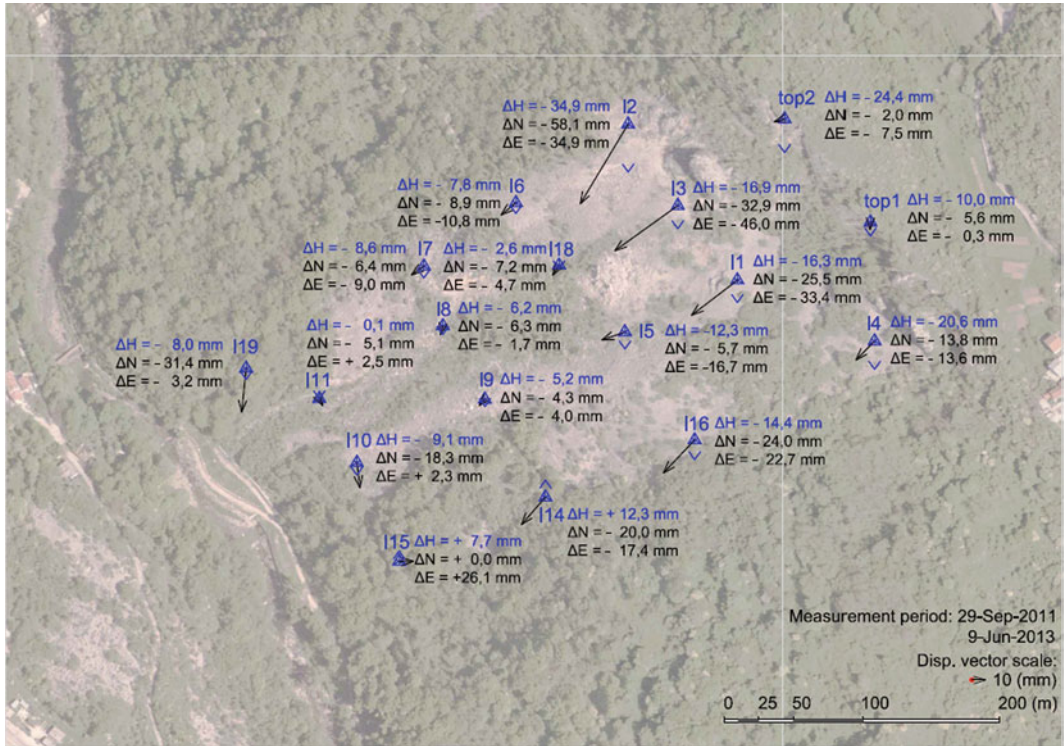 I2
ΔH = - 34,9 mm
ΔN = - 58,1 mm
ΔE = - 34,9 mm
top2
ΔH = - 24,4 mm
ΔN = - 2,0 mm
ΔE = - 7,5 mm
I6
ΔH = - 7,8 mm
ΔN = - 8,9 mm
ΔE = -10,8 mm
I3
ΔH = - 16,9 mm
ΔN = - 32,9 mm
ΔE = - 46,0 mm
top1
ΔH = - 10,0 mm
ΔN = - 5,6 mm
ΔE = - 0,3 mm
I7
ΔH = - 8,6 mm
ΔN = - 6,4 mm
ΔE = - 9,0 mm
I18
ΔH = - 2,6 mm
ΔN = - 7,2 mm
ΔE = - 4,7 mm
I1
ΔH = - 16,3 mm
ΔN = - 25,5 mm
ΔE = - 33,4 mm
I8
ΔH = - 6,2 mm
ΔN = - 6,3 mm
ΔE = - 1,7 mm
I5
ΔH = -12,3 mm
ΔN = - 5,7 mm
ΔE = -16,7 mm
I4
ΔH = - 20,6 mm
ΔN = - 13,8 mm
ΔE = - 13,6 mm
I19
ΔH = - 8,0 mm
ΔN = - 31,4 mm
ΔE = - 3,2 mm
ΔH = - 0,1 mm
ΔN = - 5,1 mm
ΔE = + 2,5 mm
I11
I9
ΔH = - 5,2 mm
ΔN = - 4,3 mm
ΔE = - 4,0 mm
I10
ΔH = - 9,1 mm
ΔN = -18,3 mm
ΔE = + 2,3 mm
I16
ΔH = - 14,4 mm
ΔN = - 24,0 mm
ΔE = - 22,7 mm
I14
ΔH = + 12,3 mm
ΔN = - 20,0 mm
ΔE = - 17,4 mm
I15
ΔH = + 7,7 mm
ΔN = + 0,0 mm
ΔE = +26,1 mm
Measurement period: 29-Sep-2011
9-Jun-2013
Disp. vector scale:
10 (mm)
0 25 50 100 200 (m)